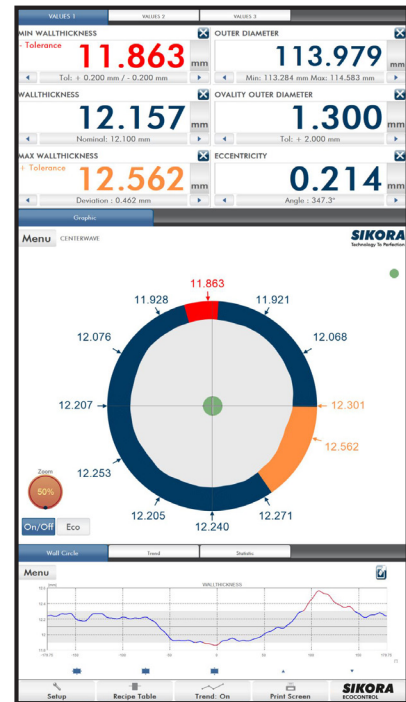 VALUES 1 VALUES 2 VALUES 3
MIN WALLTHICKNESS OUTER DIAMETER
- Tolerance
11.863 mm 113.979 mm
Tol: + 0.200 mm / - 0.200 mm Min: 113.284 mm Max: 114.583 mm
WALLTHICKNESS OVALITY OUTER DIAMETER
12.157 mm 1.300 mm
Nominal: 12.100 mm Tol: + 2.000 mm
MAX WALLTHICKNESS ECCENTRICITY
+ Tolerance
12.562 mm 0.214 mm
Deviation : 0.462 mm Angle : 347.3°
Graphic
Menu CENTERWAVE SIKORA
Technology To Perfection
11.863
11.928 11.921
12.076 12.068
12.207 12.301
12.562
12.253
Zoom
50%
12.205 12.271
12.240
On/Off Eco
Wall Circle Trend Statistic
Menu
WALLTHICKNESS
Setup Recipe Table Trend: On Print Screen SIKORA
ECOCONTROL